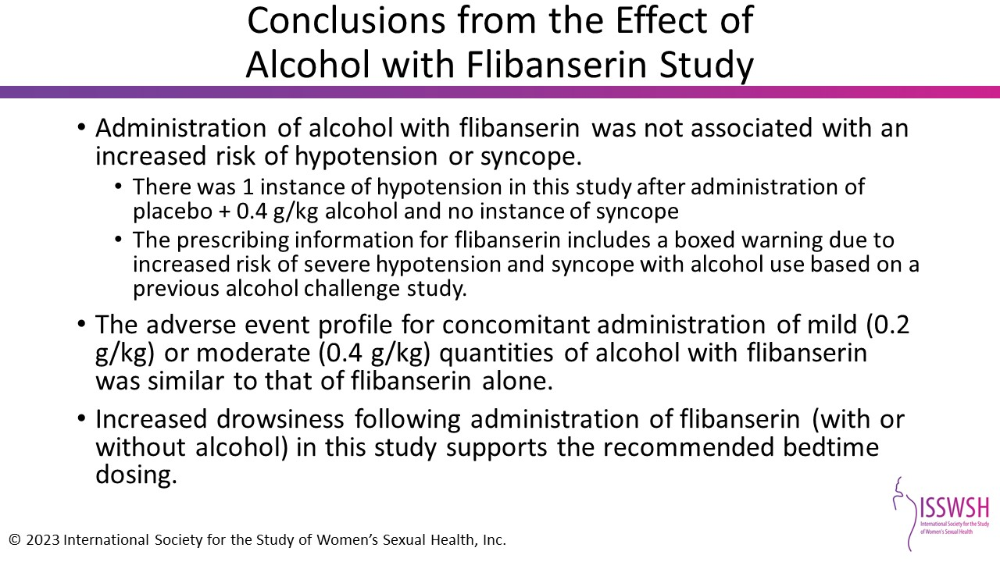 Conclusions from the Effect of
Alcohol with Flibanserin Study
• Administration of alcohol with flibanserin was not associated with an
increased risk of hypotension or syncope.
• There was 1 instance of hypotension in this study after administration of
placebo + 0.4 g/kg alcohol and no instance of syncope
• The prescribing information for flibanserin includes a boxed warning due to
increased risk of severe hypotension and syncope with alcohol use based on a
previous alcohol challenge study.
• The adverse event profile for concomitant administration of mild (0.2
g/kg) or moderate (0.4 g/kg) quantities of alcohol with flibanserin
was similar to that of flibanserin alone.
• Increased drowsiness following administration of flibanserin (with or
without alcohol) in this study supports the recommended bedtime
dosing.
ISSWSH
International Society for the Study
of Women's Sexual Health
© 2023 International Society for the Study of Women’s Sexual Health, Inc.